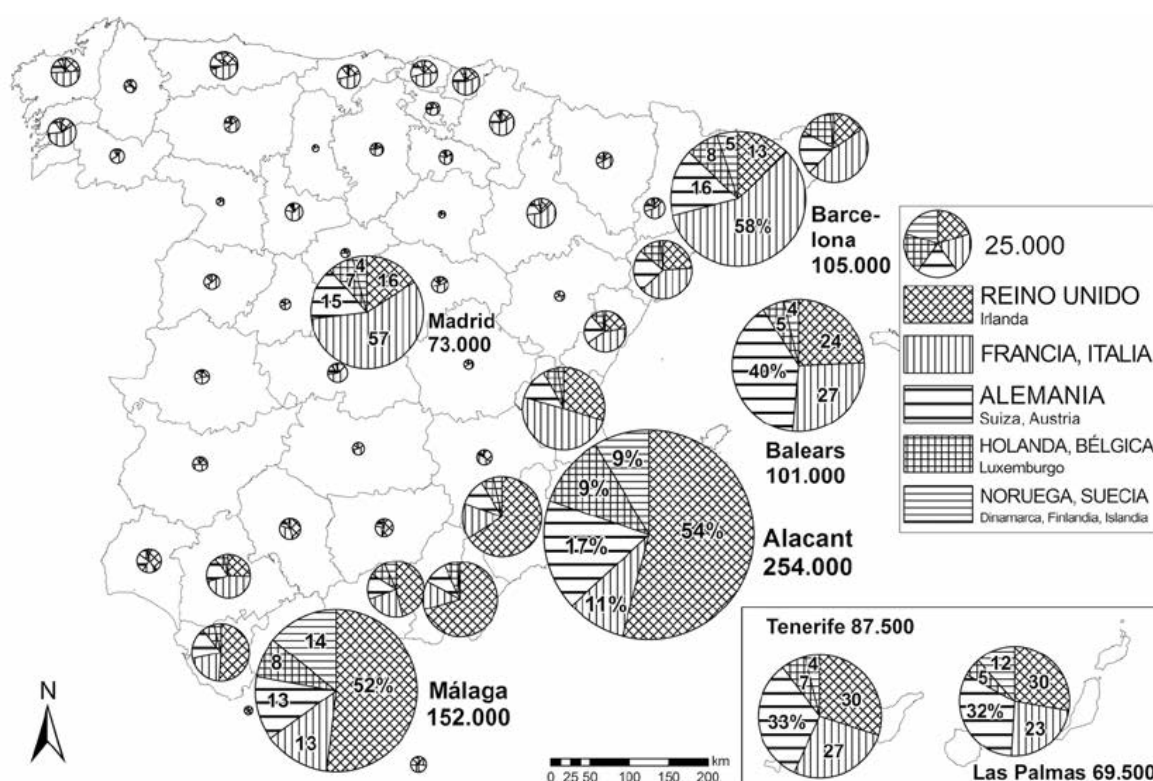 5
8
13
16
58%
Barce-
lona
105.000
4
7
16
15
57
Madrid
73.000
4
5
24
40%
27
Balears
101.000
25.000
REINO UNIDO
Irlanda
FRANCIA, ITALIA
ALEMANIA
Suiza, Austria
HOLANDA, BÉLGICA
Luxemburgo
NORUEGA, SUECIA
Dinamarca, Finlandia, Islandia
9%
9%
54%
17%
11%
Alacant
254.000
14
8
52%
13
13
Málaga
152.000
N
km
0 25 50 100 150 200
Tenerife 87.500
4
7
30
33%
27
12
5
30
32%
23
Las Palmas 69.500